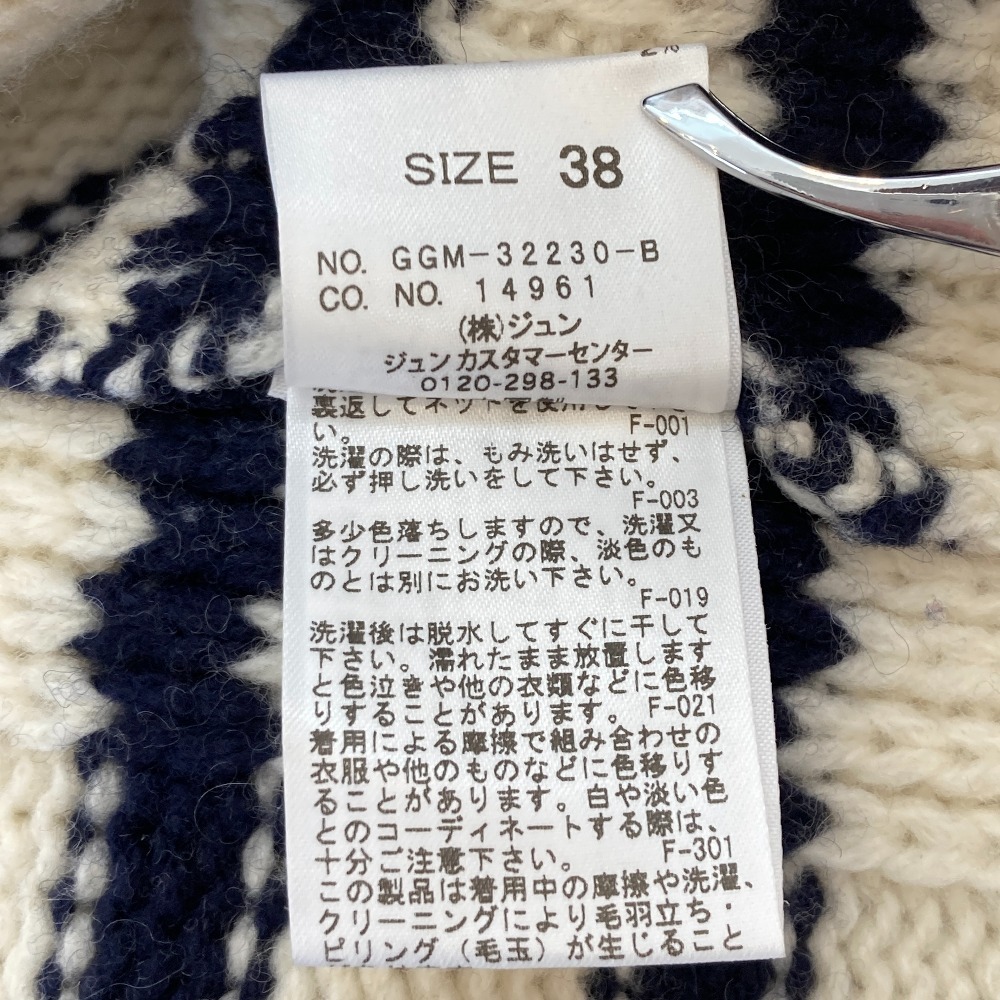 2%
SIZE 38
NO. GGM-32230-B
CO. NO. 14961
(株)ジュン
ジュン カスタマーセンター
0120-298-133
裏返してネットを使用し
い。 F-001
洗濯の際は、もみ洗いはせず、
必ず押し洗いをして下さい。
F-003
多少色落ちしますので、洗濯又
はクリーニングの際、淡色のも
のとは別にお洗い下さい。
F-019
洗濯後は脱水してすぐに干して
下さい。濡れたまま放置します
と色泣きや他の衣類などに色移
りすることがあります。 F-021
着用による摩擦で組み合わせの
衣服や他のものなどに色移りす
ることがあります。白や淡い色
とのコーディネートする際は、
十分ご注意下さい。 F-301
この製品は着用中の摩擦や洗濯、
クリーニングにより毛羽立ち・
ピリング(毛玉)が生じること